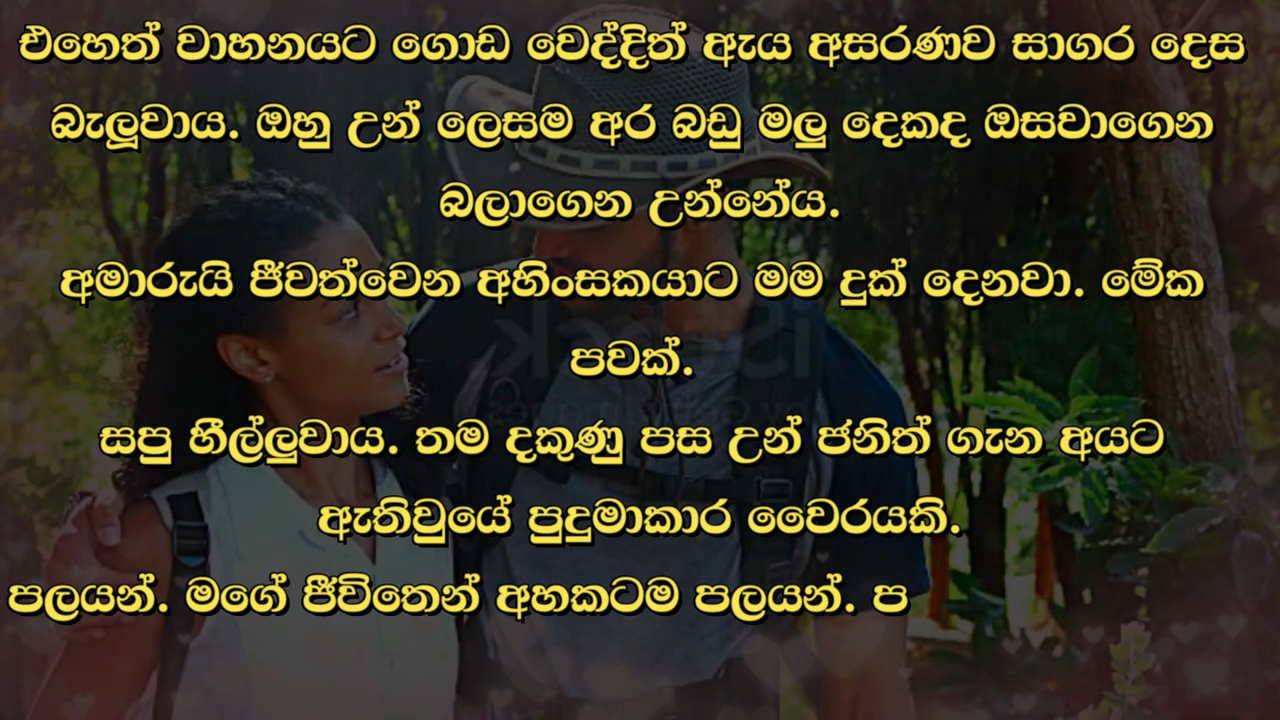 එහෙත් වාහනයට ගොඩ වෙද්දිත් ඇය අසරණව සාගර දෙස
බැලූවාය. ඔහු උන් ලෙසම අර බඩු මලු දෙකද ඔසවාගෙන
බලාගෙන උන්නේය.
අමාරුයි ජීවත්වෙන අහිංසකයාට මම දුක් දෙනවා. මේක
පවක්.
සපු හීල්ලුවාය. තම දකුණු පස උන් ජනිත් ගැන අයට
ඇතිවුයේ පුදුමාකාර වෛරයකි.
පලයන්. මගේ ජීවිතෙන් අහකටම පලයන්. ප